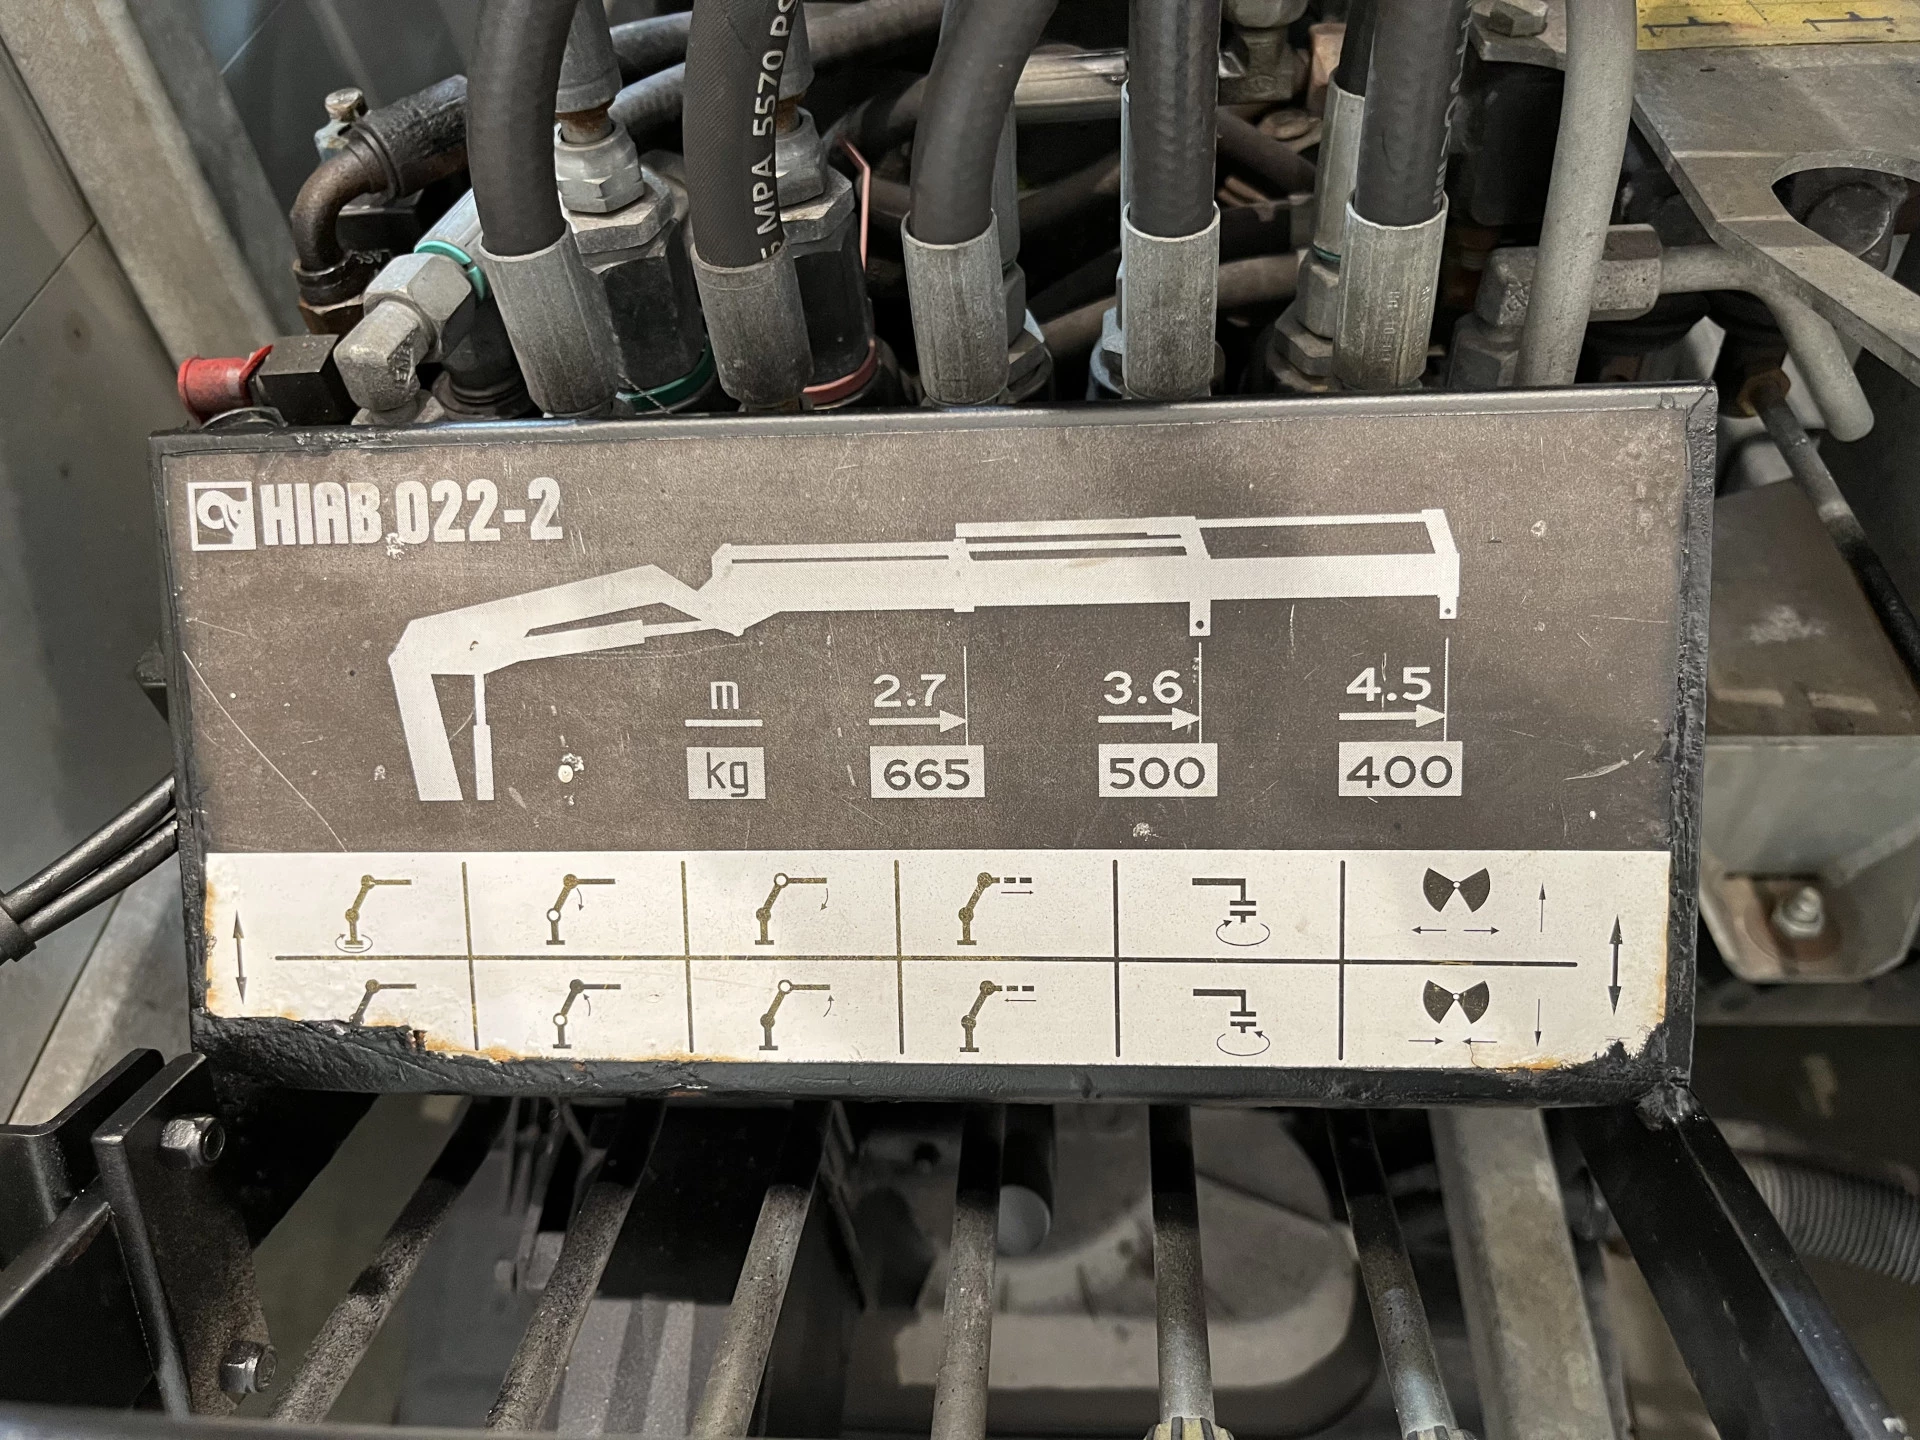 MPA 5570 PS
HIAB 022-2
m 2.7 3.6 4.5
kg 665 500 400